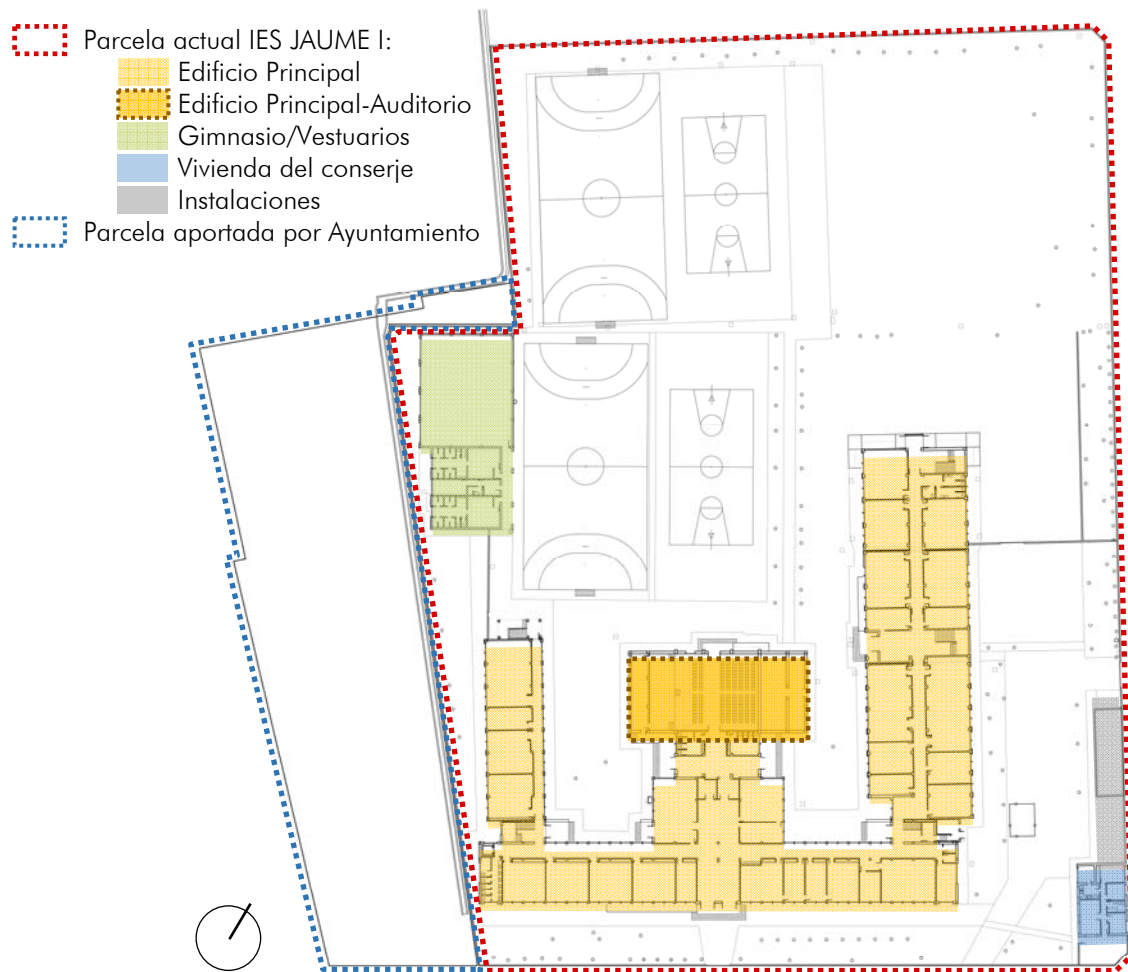 Parcela actual IES JAUME I:
Edificio Principal
Edificio Principal-Auditorio
Gimnasio/Vestuarios
Vivienda del conserje
Instalaciones
Parcela aportada por Ayuntamiento